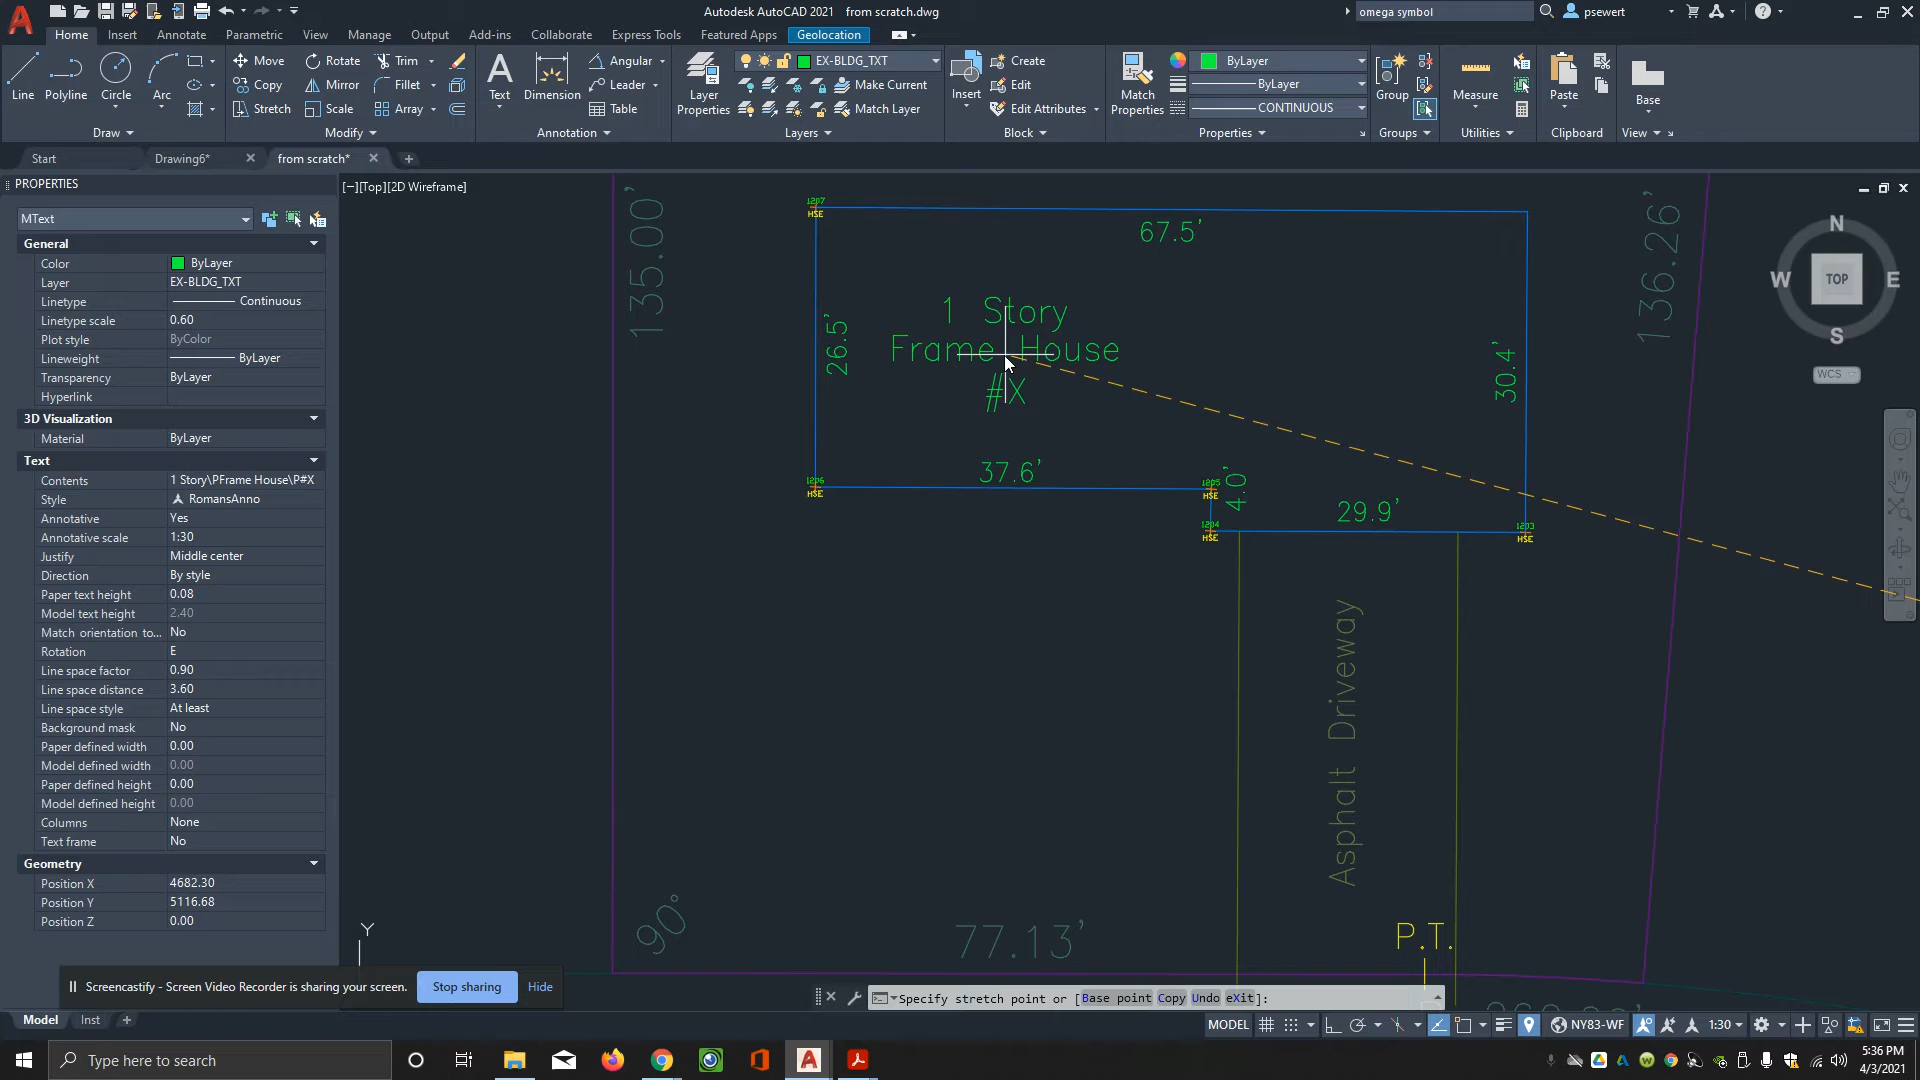 Autodesk AutoCAD 2021 from scratch.dwg
omega symbol
psewert
Home Insert Annotate Parametric View Manage Output Add-ins Collaborate Express Tools Featured Apps Geolocation
Line Polyline Circle Arc
Move Rotate Trim
Copy Mirror Fillet
Stretch Scale Array
Text Dimension
Angular
Leader
Table
Layer Properties
EX-BLDG_TXT
Make Current
Match Layer
Insert
Create
Edit
Edit Attributes
Match Properties
ByLayer
ByLayer
CONTINUOUS
Group
Measure
Paste
Base
Draw Modify Annotation Layers Block Properties Groups Utilities Clipboard View
Start Drawing6* from scratch*
PROPERTIES
MText
General
Color ByLayer
Layer EX-BLDG_TXT
Linetype Continuous
Linetype scale 0.60
Plot style ByColor
Lineweight ByLayer
Transparency ByLayer
Hyperlink
3D Visualization
Material ByLayer
Text
Contents 1 Story\PFrame House\P#X
Style RomansAnno
Annotative Yes
Annotative scale 1:30
Justify Middle center
Direction By style
Paper text height 0.08
Model text height 2.40
Match orientation to... No
Rotation E
Line space factor 0.90
Line space distance 3.60
Line space style At least
Background mask No
Paper defined width 0.00
Model defined width 0.00
Paper defined height 0.00
Model defined height 0.00
Columns None
Text frame No
Geometry
Position X 4682.30
Position Y 5116.68
Position Z 0.00
[−][Top][2D Wireframe]
135.00'
1207
HSE
67.5'
136.26'
1 Story
Frame House
#X
26.5'
30.4'
37.6'
1206
HSE
1205
HSE
4.0'
29.9'
1204
HSE
1203
HSE
Asphalt Driveway
90°
77.13'
P.T.
Y
N
W TOP E
S
WCS
Screencastify - Screen Video Recorder is sharing your screen. Stop sharing Hide
Specify stretch point or [Base point Copy Undo eXit]:
Model Inst
MODEL NY83-WF 1:30
Type here to search
5:36 PM
4/3/2021